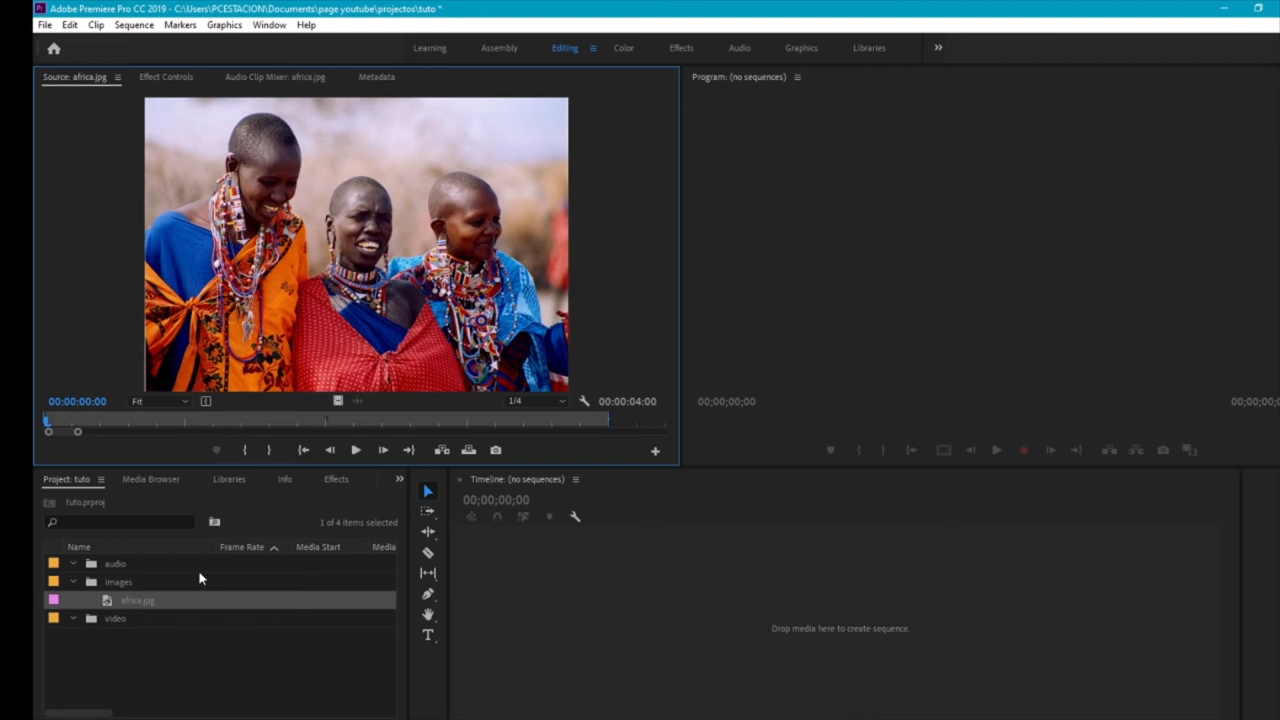 Adobe Premiere Pro CC 2019 - C:\Users\PCESTACION\Documents\page youtube\projectos\tuto *
File Edit Clip Sequence Markers Graphics Window Help
Learning Assembly Editing Color Effects Audio Graphics Libraries
Source: africa.jpg Effect Controls Audio Clip Mixer: africa.jpg Metadata
Program: (no sequences)
00:00:00:00 Fit 1/4 00:00:04:00
00;00;00;00 00;00;00;0
Project: tuto Media Browser Libraries Info Effects
Timeline: (no sequences)
tuto.prproj
00;00;00;00
1 of 4 items selected
Name Frame Rate Media Start Media
audio
images
africa.jpg
video
Drop media here to create sequence.